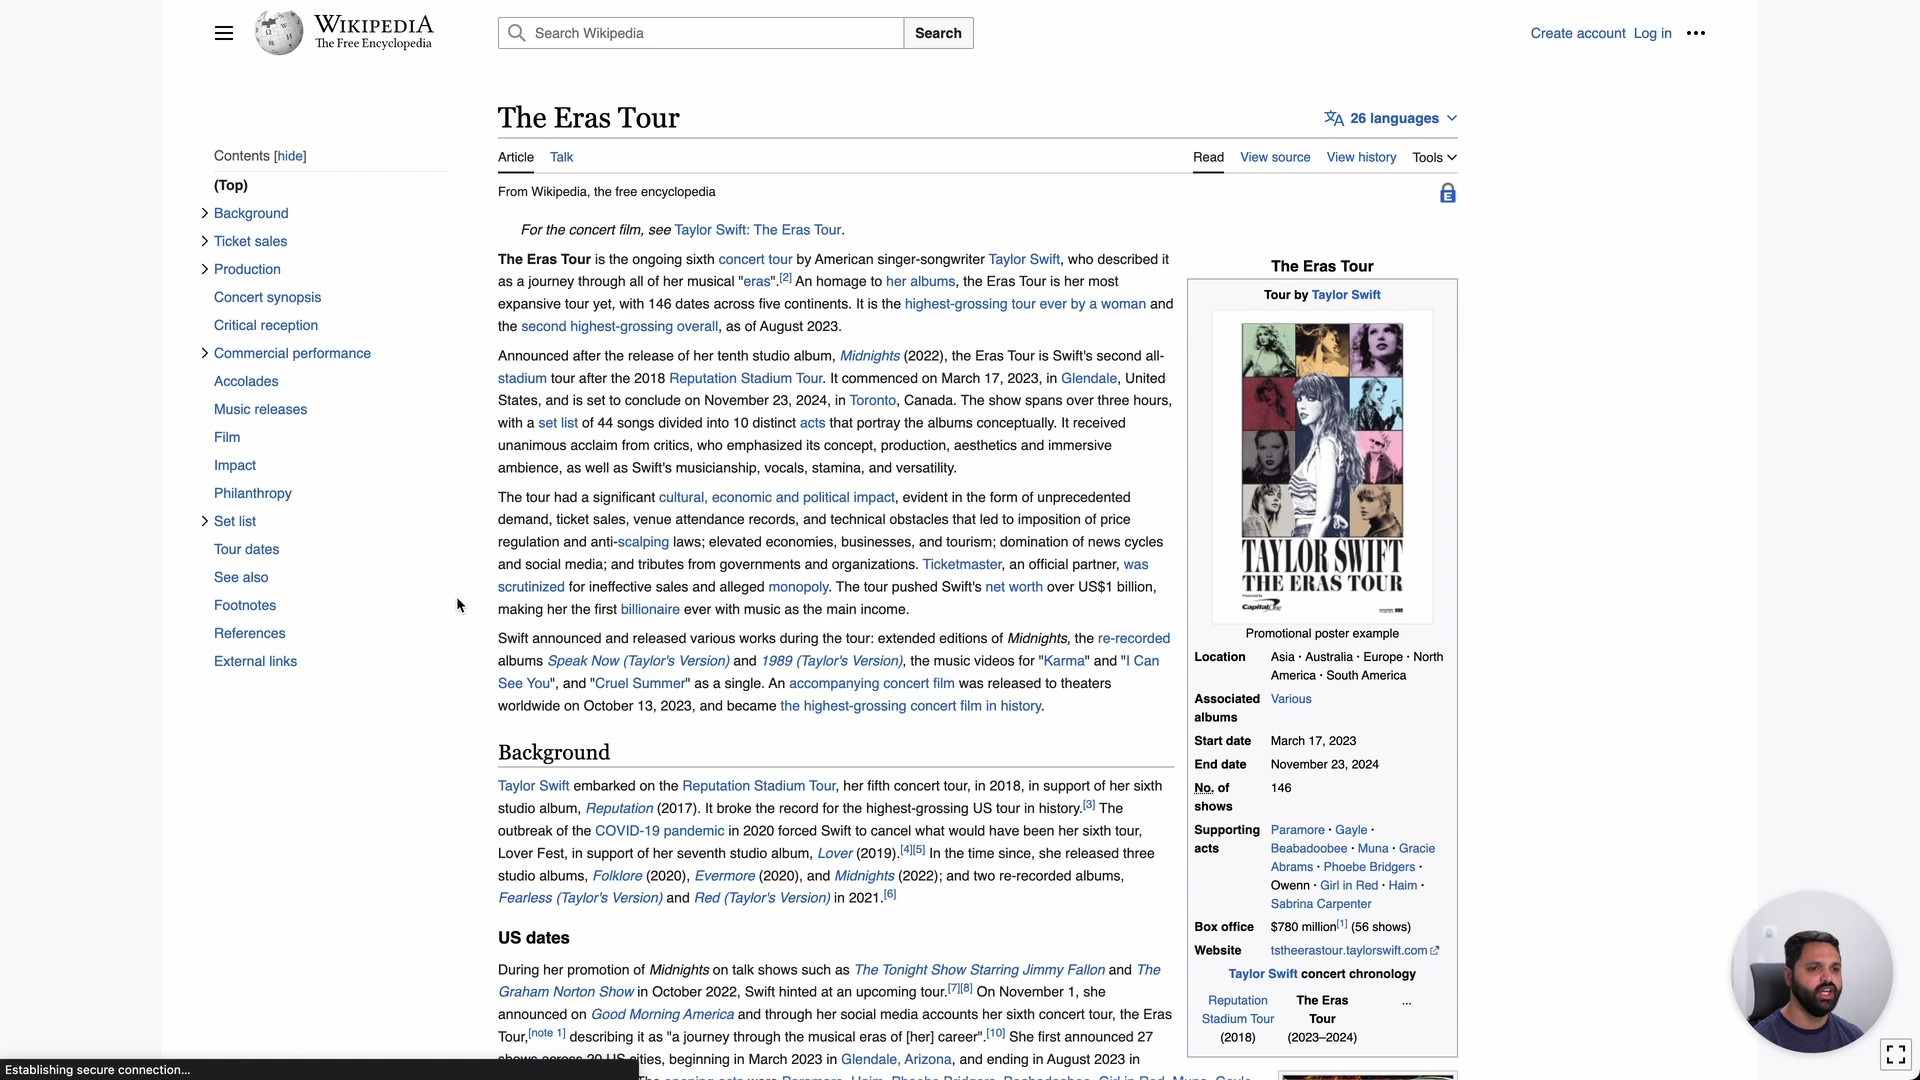 WIKIPEDIA
The Free Encyclopedia
Search Wikipedia
Search
Create account Log in
The Eras Tour
26 languages
Article Talk
Read View source View history Tools
From Wikipedia, the free encyclopedia
Contents [hide]
(Top)
Background
Ticket sales
Production
Concert synopsis
Critical reception
Commercial performance
Accolades
Music releases
Film
Impact
Philanthropy
Set list
Tour dates
See also
Footnotes
References
External links
For the concert film, see Taylor Swift: The Eras Tour.
The Eras Tour is the ongoing sixth concert tour by American singer-songwriter Taylor Swift, who described it
as a journey through all of her musical "eras".[2] An homage to her albums, the Eras Tour is her most
expansive tour yet, with 146 dates across five continents. It is the highest-grossing tour ever by a woman and
the second highest-grossing overall, as of August 2023.
Announced after the release of her tenth studio album, Midnights (2022), the Eras Tour is Swift's second all-
stadium tour after the 2018 Reputation Stadium Tour. It commenced on March 17, 2023, in Glendale, United
States, and is set to conclude on November 23, 2024, in Toronto, Canada. The show spans over three hours,
with a set list of 44 songs divided into 10 distinct acts that portray the albums conceptually. It received
unanimous acclaim from critics, who emphasized its concept, production, aesthetics and immersive
ambience, as well as Swift's musicianship, vocals, stamina, and versatility.
The tour had a significant cultural, economic and political impact, evident in the form of unprecedented
demand, ticket sales, venue attendance records, and technical obstacles that led to imposition of price
regulation and anti-scalping laws; elevated economies, businesses, and tourism; domination of news cycles
and social media; and tributes from governments and organizations. Ticketmaster, an official partner, was
scrutinized for ineffective sales and alleged monopoly. The tour pushed Swift's net worth over US$1 billion,
making her the first billionaire ever with music as the main income.
Swift announced and released various works during the tour: extended editions of Midnights, the re-recorded
albums Speak Now (Taylor's Version) and 1989 (Taylor's Version), the music videos for "Karma" and "I Can
See You", and "Cruel Summer" as a single. An accompanying concert film was released to theaters
worldwide on October 13, 2023, and became the highest-grossing concert film in history.
Background
Taylor Swift embarked on the Reputation Stadium Tour, her fifth concert tour, in 2018, in support of her sixth
studio album, Reputation (2017). It broke the record for the highest-grossing US tour in history.[3] The
outbreak of the COVID-19 pandemic in 2020 forced Swift to cancel what would have been her sixth tour,
Lover Fest, in support of her seventh studio album, Lover (2019).[4][5] In the time since, she released three
studio albums, Folklore (2020), Evermore (2020), and Midnights (2022); and two re-recorded albums,
Fearless (Taylor's Version) and Red (Taylor's Version) in 2021.[6]
US dates
During her promotion of Midnights on talk shows such as The Tonight Show Starring Jimmy Fallon and The
Graham Norton Show in October 2022, Swift hinted at an upcoming tour.[7][8] On November 1, she
announced on Good Morning America and through her social media accounts her sixth concert tour, the Eras
Tour,[note 1] describing it as "a journey through the musical eras of [her] career".[10] She first announced 27
shows across 20 US cities, beginning in March 2023 in Glendale, Arizona, and ending in August 2023 in
The Eras Tour
Tour by Taylor Swift
TAYLOR SWIFT
THE ERAS TOUR
CapitalOne
Promotional poster example
Location Asia · Australia · Europe · North
America · South America
Associated Various
albums
Start date March 17, 2023
End date November 23, 2024
No. of 146
shows
Supporting Paramore · Gayle ·
acts Beabadoobee · Muna · Gracie
Abrams · Phoebe Bridgers ·
Owenn · Girl in Red · Haim ·
Sabrina Carpenter
Box office $780 million[1] (56 shows)
Website tstheerastour.taylorswift.com
Taylor Swift concert chronology
Reputation The Eras ...
Stadium Tour Tour
(2018) (2023–2024)
Establishing secure connection...